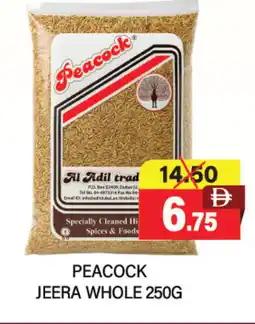 Peacock®
Al Adil trad
14.50
6.75
Specially Cleaned Hi
Spices & Foods
PEACOCK
JEERA WHOLE 250G